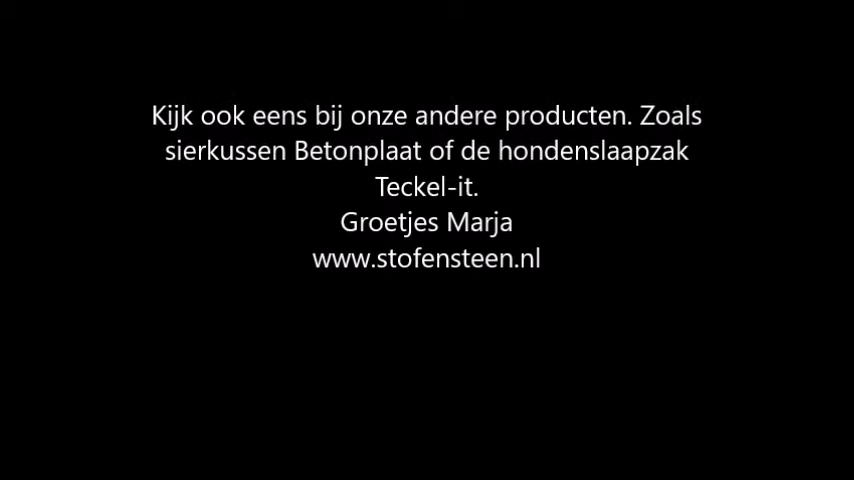 Kijk ook eens bij onze andere producten. Zoals
sierkussen Betonplaat of de hondenslaapzak
Teckel-it.
Groetjes Marja
www.stofensteen.nl